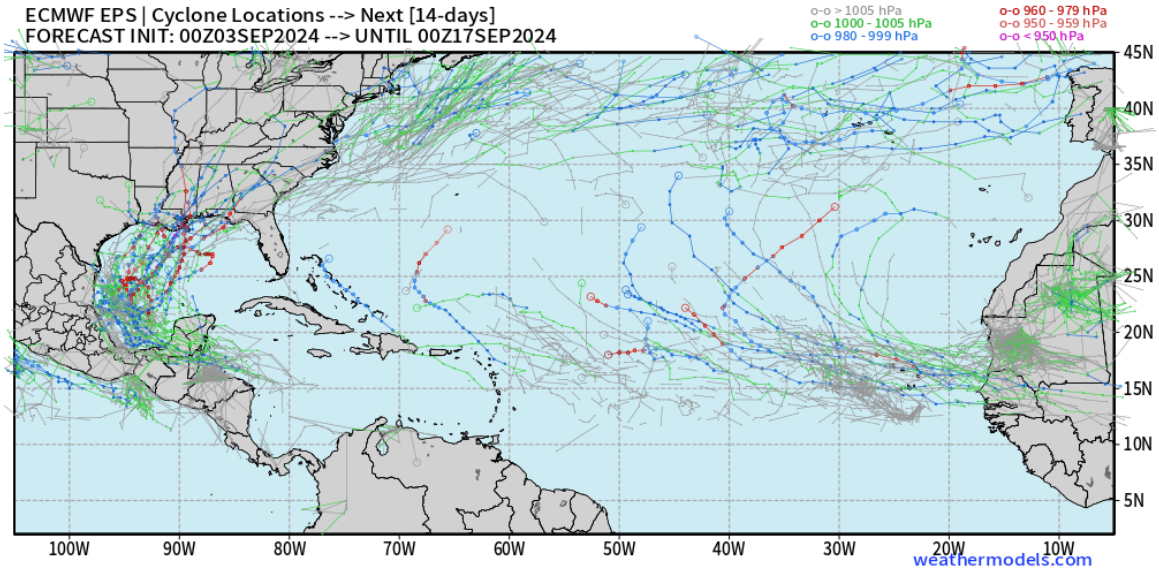 ECMWF EPS | Cyclone Locations --> Next [14-days]
FORECAST INIT: 00Z03SEP2024 --> UNTIL 00Z17SEP2024
o-o > 1005 hPa
o-o 1000 - 1005 hPa
o-o 980 - 999 hPa
o-o 960 - 979 hPa
o-o 950 - 959 hPa
o-o < 950 hPa
45N
40N
35N
30N
25N
20N
15N
10N
5N
100W 90W 80W 70W 60W 50W 40W 30W 20W 10W
weathermodels.com